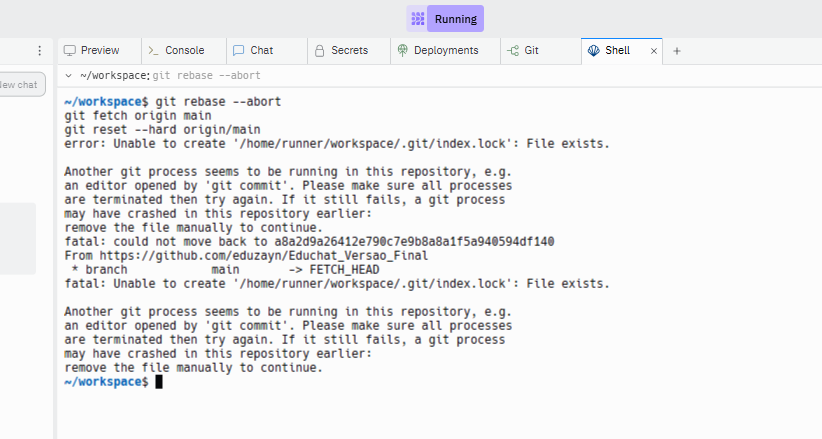 Running
Preview
Console
Chat
Secrets
Deployments
Git
Shell
× +
New chat
~/workspace: git rebase --abort
~/workspace$ git rebase --abort
git fetch origin main
git reset --hard origin/main
error: Unable to create '/home/runner/workspace/.git/index.lock': File exists.
Another git process seems to be running in this repository, e.g.
an editor opened by 'git commit'. Please make sure all processes
are terminated then try again. If it still fails, a git process
may have crashed in this repository earlier:
remove the file manually to continue.
fatal: could not move back to a8a2d9a26412e790c7e9b8a8a1f5a940594df140
From https://github.com/eduzayn/Educhat_Versao_Final
 * branch            main       -> FETCH_HEAD
fatal: Unable to create '/home/runner/workspace/.git/index.lock': File exists.
Another git process seems to be running in this repository, e.g.
an editor opened by 'git commit'. Please make sure all processes
are terminated then try again. If it still fails, a git process
may have crashed in this repository earlier:
remove the file manually to continue.
~/workspace$